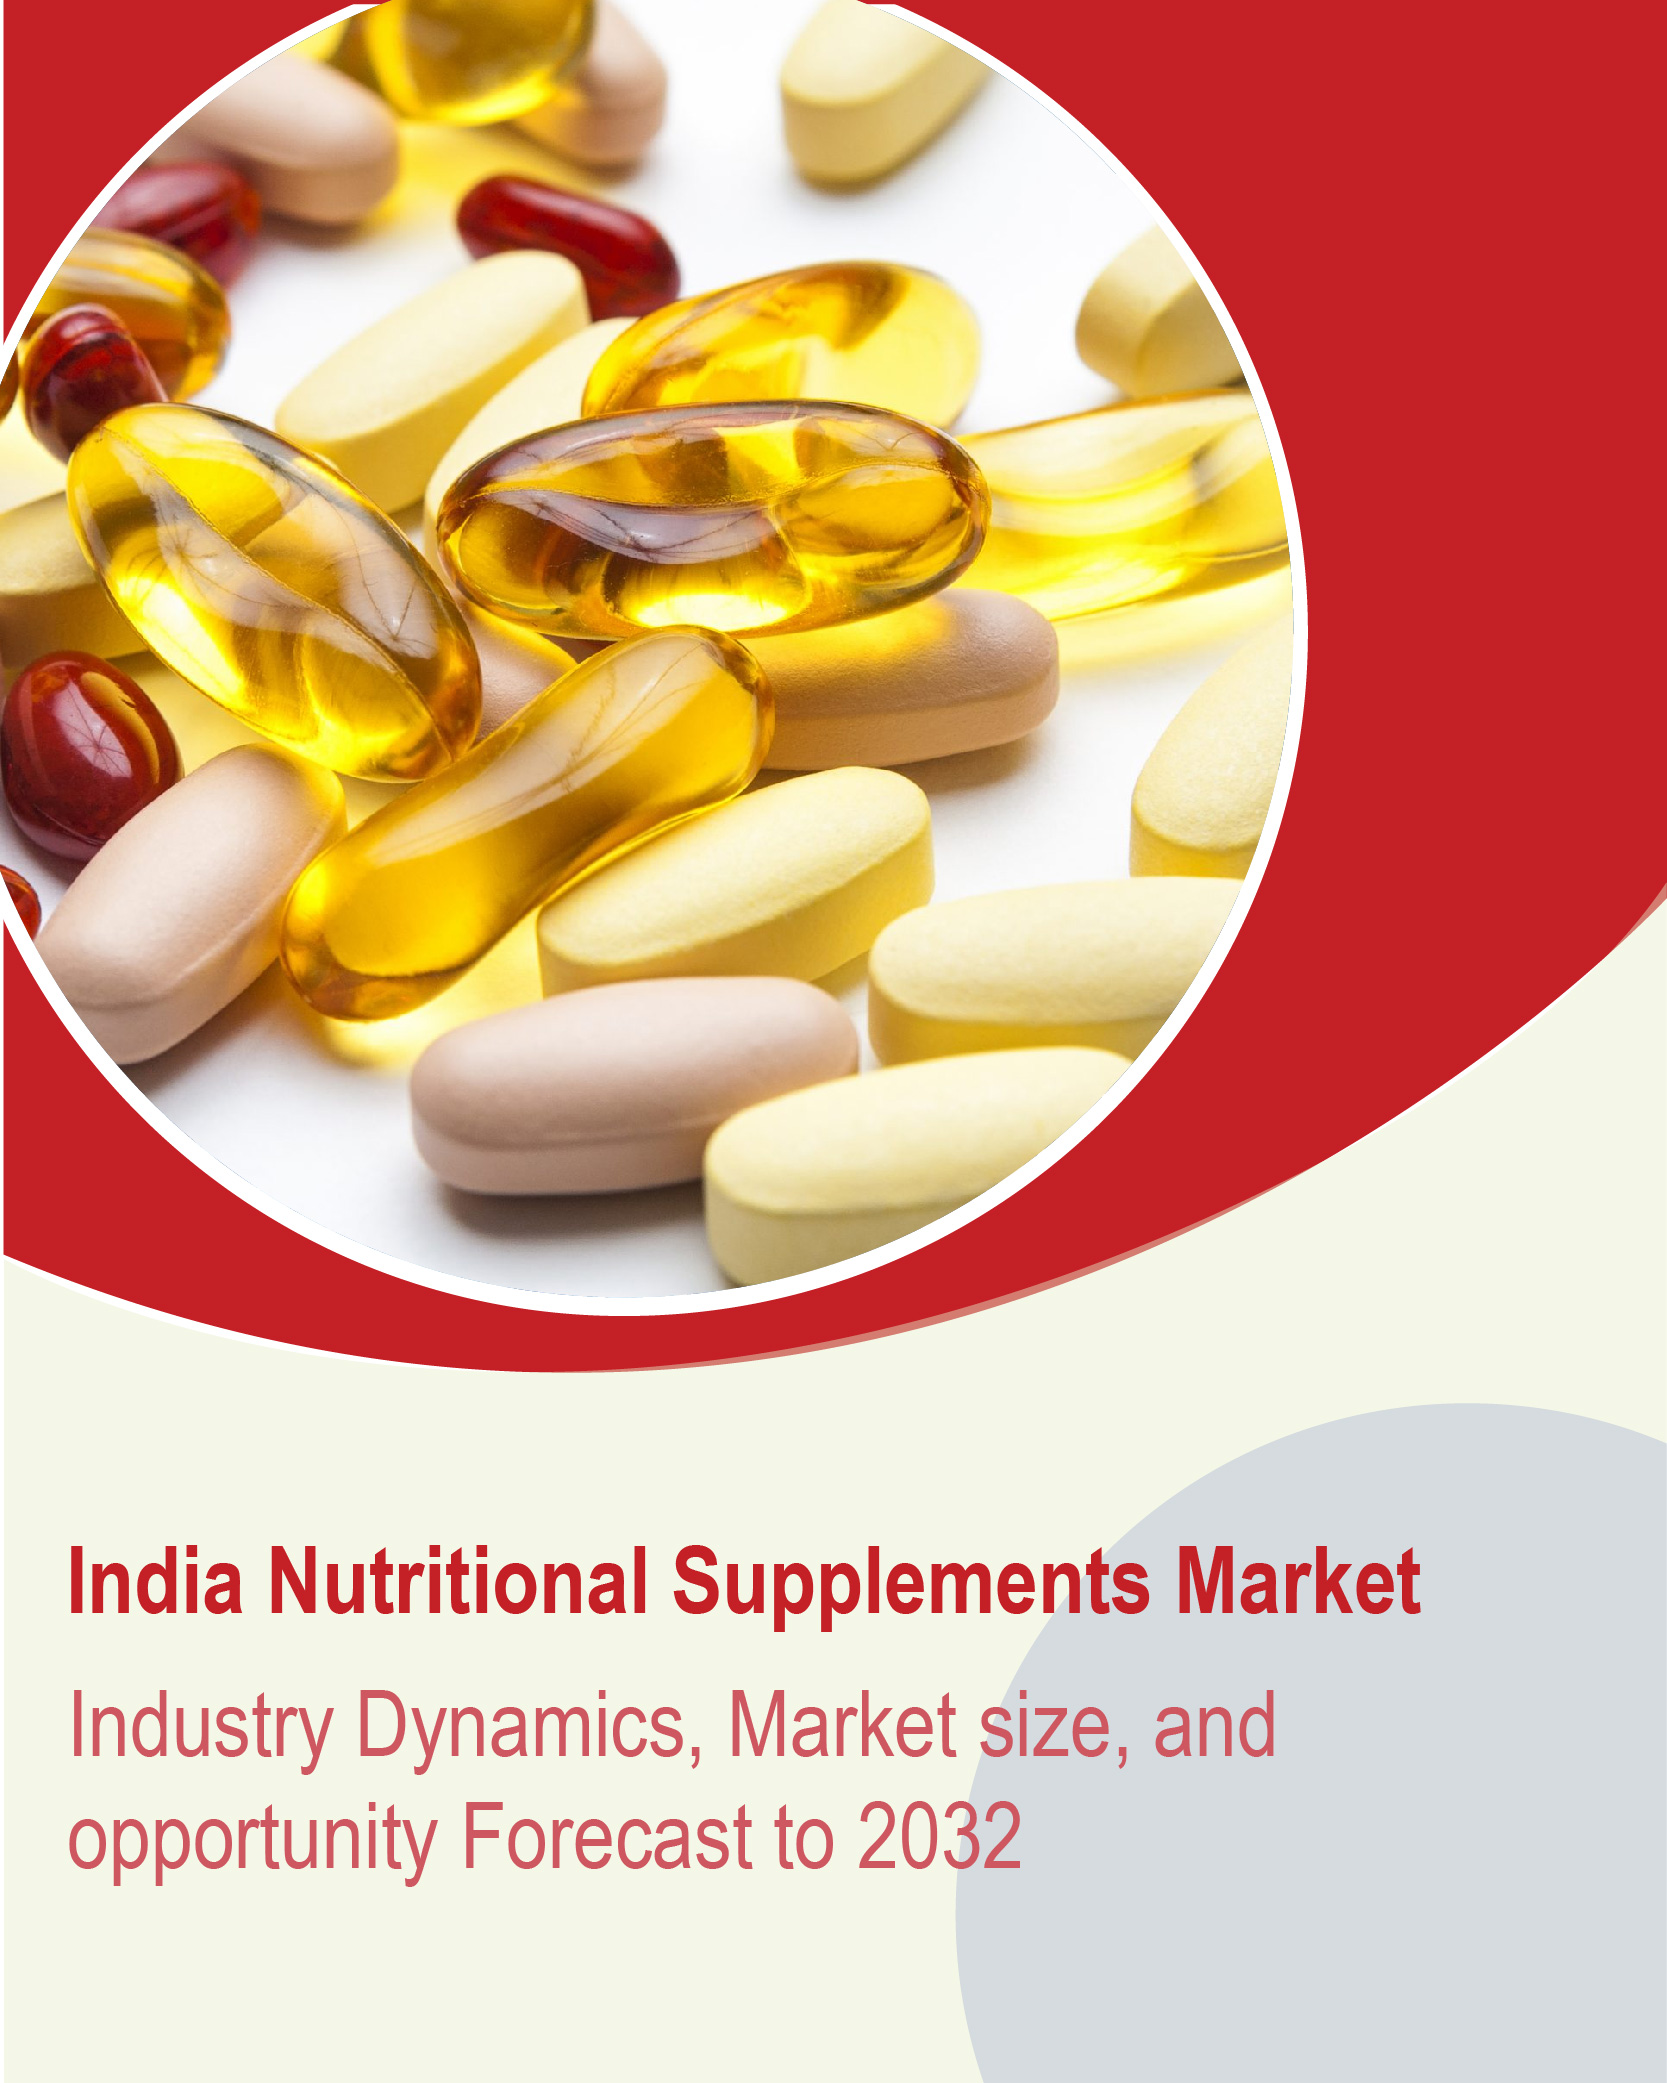 India Nutritional Supplements Market
Industry Dynamics, Market size, and
opportunity Forecast to 2032